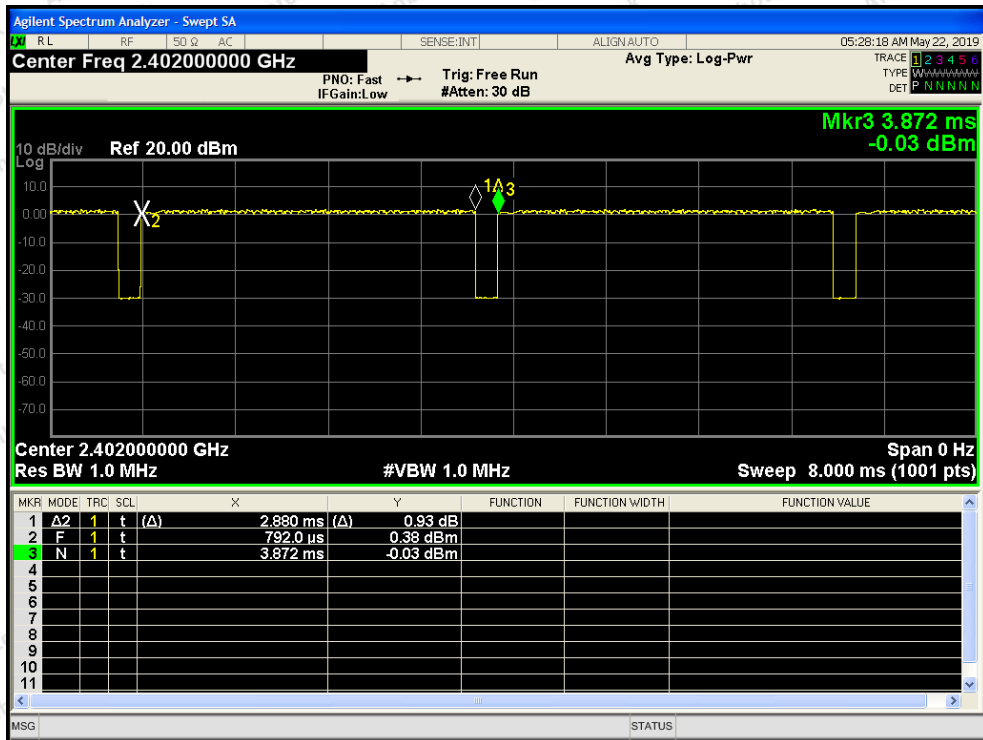 Agilent Spectrum Analyzer - Swept SA
LXI RL RF 50 Ω AC SENSE:INT ALIGN AUTO 05:28:18 AM May 22, 2019
Center Freq 2.402000000 GHz Avg Type: Log-Pwr TRACE 1 2 3 4 5 6
PNO: Fast Trig: Free Run TYPE WWWWWWW
IFGain:Low #Atten: 30 dB DET P N N N N N
Mkr3 3.872 ms
10 dB/div Ref 20.00 dBm -0.03 dBm
Log
10.0
1Δ 3
0.00
2
-10.0
-20.0
-30.0
-40.0
-50.0
-60.0
-70.0
Center 2.402000000 GHz Span 0 Hz
Res BW 1.0 MHz #VBW 1.0 MHz Sweep 8.000 ms (1001 pts)
MKR MODE TRC SCL X Y FUNCTION FUNCTION WIDTH FUNCTION VALUE
1 Δ2 1 t (Δ) 2.880 ms (Δ) 0.93 dB
2 F 1 t 792.0 µs 0.38 dBm
3 N 1 t 3.872 ms -0.03 dBm
4
5
6
7
8
9
10
11
MSG STATUS